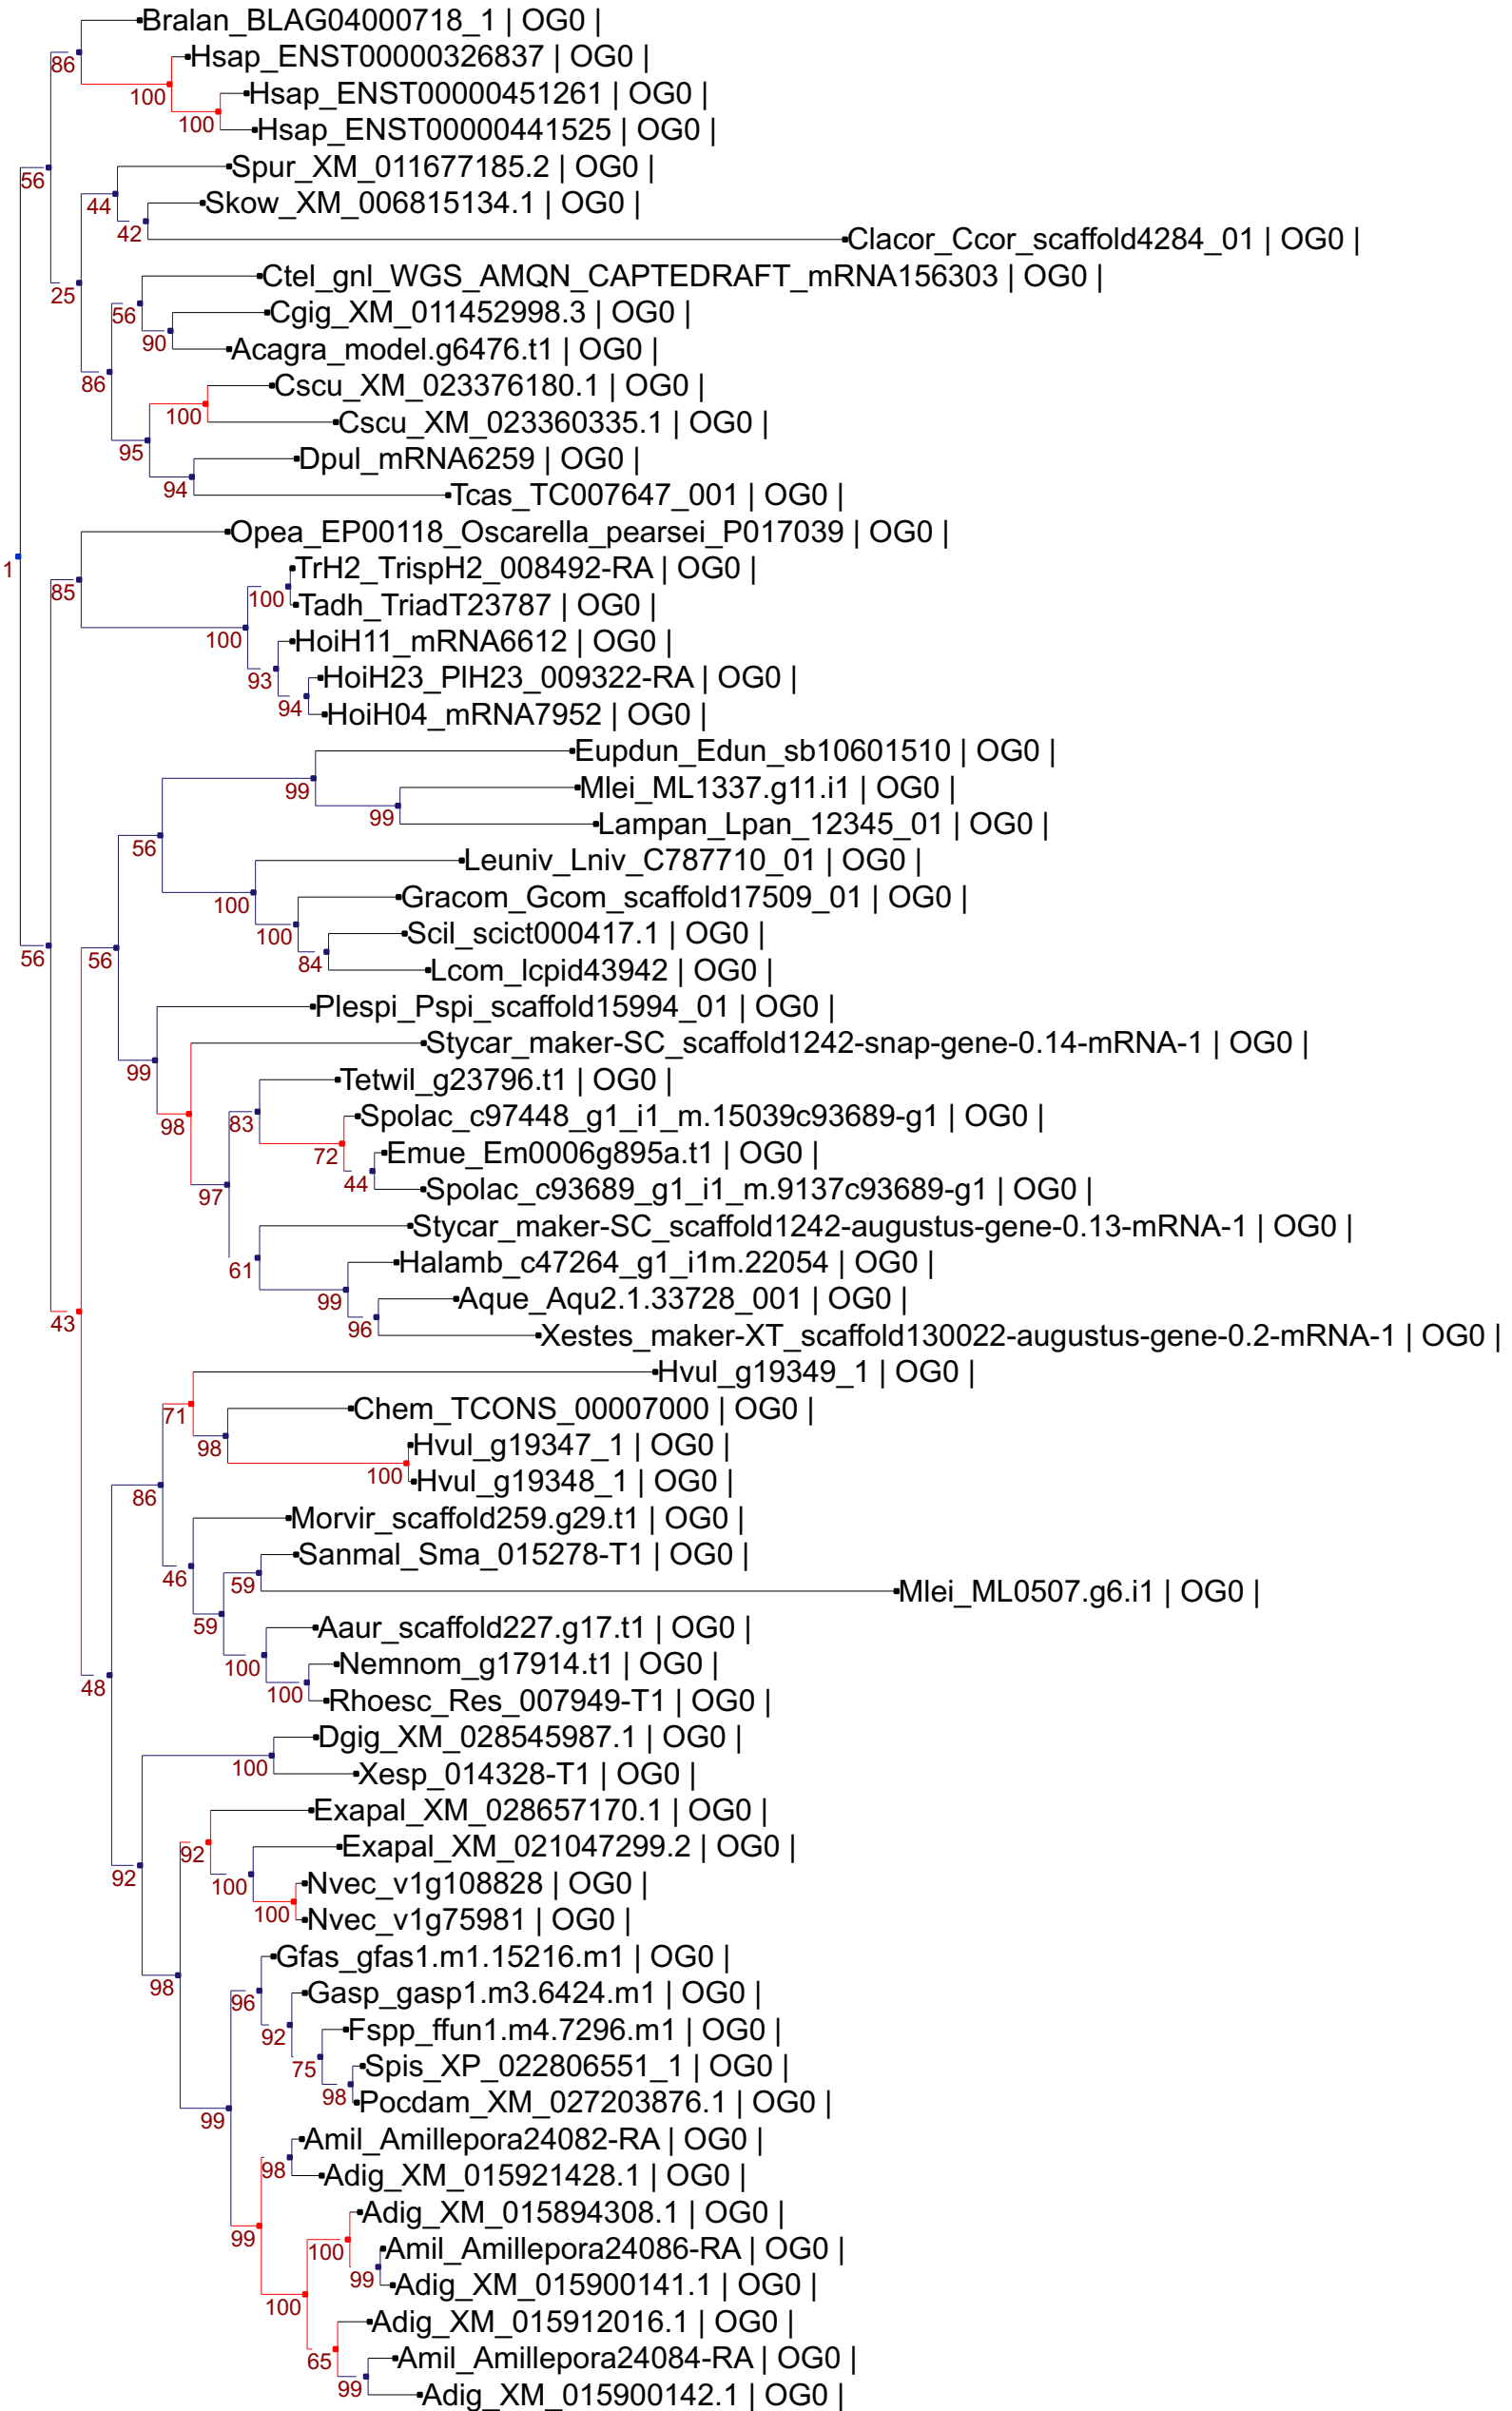 Bralan_BLAG04000718_1 | OG0 |
86
Hsap_ENST00000326837 | OG0 |
100
Hsap_ENST00000451261 | OG0 |
100
Hsap_ENST00000441525 | OG0 |
56
Spur_XM_011677185.2 | OG0 |
44
Skow_XM_006815134.1 | OG0 |
42
Clacor_Ccor_scaffold4284_01 | OG0 |
25
Ctel_gnl_WGS_AMQN_CAPTEDRAFT_mRNA156303 | OG0 |
56
Cgig_XM_011452998.3 | OG0 |
90
Acagra_model.g6476.t1 | OG0 |
86
Cscu_XM_023376180.1 | OG0 |
100
Cscu_XM_023360335.1 | OG0 |
95
Dpul_mRNA6259 | OG0 |
94
Tcas_TC007647_001 | OG0 |
1
Opea_EP00118_Oscarella_pearsei_P017039 | OG0 |
85
TrH2_TrispH2_008492-RA | OG0 |
100
Tadh_TriadT23787 | OG0 |
100
HoiH11_mRNA6612 | OG0 |
93
HoiH23_PlH23_009322-RA | OG0 |
94
HoiH04_mRNA7952 | OG0 |
Eupdun_Edun_sb10601510 | OG0 |
99
Mlei_ML1337.g11.i1 | OG0 |
99
Lampan_Lpan_12345_01 | OG0 |
56
Leuniv_Lniv_C787710_01 | OG0 |
100
Gracom_Gcom_scaffold17509_01 | OG0 |
100
Scil_scict000417.1 | OG0 |
84
Lcom_lcpid43942 | OG0 |
56
56
Plespi_Pspi_scaffold15994_01 | OG0 |
99
Stycar_maker-SC_scaffold1242-snap-gene-0.14-mRNA-1 | OG0 |
98
Tetwil_g23796.t1 | OG0 |
83
Spolac_c97448_g1_i1_m.15039c93689-g1 | OG0 |
72
Emue_Em0006g895a.t1 | OG0 |
44
Spolac_c93689_g1_i1_m.9137c93689-g1 | OG0 |
97
Stycar_maker-SC_scaffold1242-augustus-gene-0.13-mRNA-1 | OG0 |
61
Halamb_c47264_g1_i1m.22054 | OG0 |
99
Aque_Aqu2.1.33728_001 | OG0 |
96
Xestes_maker-XT_scaffold130022-augustus-gene-0.2-mRNA-1 | OG0 |
43
Hvul_g19349_1 | OG0 |
71
Chem_TCONS_00007000 | OG0 |
98
Hvul_g19347_1 | OG0 |
100
Hvul_g19348_1 | OG0 |
86
Morvir_scaffold259.g29.t1 | OG0 |
46
Sanmal_Sma_015278-T1 | OG0 |
59
Mlei_ML0507.g6.i1 | OG0 |
59
Aaur_scaffold227.g17.t1 | OG0 |
100
Nemnom_g17914.t1 | OG0 |
100
Rhoesc_Res_007949-T1 | OG0 |
48
Dgig_XM_028545987.1 | OG0 |
100
Xesp_014328-T1 | OG0 |
Exapal_XM_028657170.1 | OG0 |
92
Exapal_XM_021047299.2 | OG0 |
92
100
Nvec_v1g108828 | OG0 |
100
Nvec_v1g75981 | OG0 |
98
Gfas_gfas1.m1.15216.m1 | OG0 |
96
Gasp_gasp1.m3.6424.m1 | OG0 |
92
Fspp_ffun1.m4.7296.m1 | OG0 |
75
Spis_XP_022806551_1 | OG0 |
98
Pocdam_XM_027203876.1 | OG0 |
99
Amil_Amillepora24082-RA | OG0 |
98
Adig_XM_015921428.1 | OG0 |
99
Adig_XM_015894308.1 | OG0 |
100
Amil_Amillepora24086-RA | OG0 |
99
Adig_XM_015900141.1 | OG0 |
100
Adig_XM_015912016.1 | OG0 |
65
Amil_Amillepora24084-RA | OG0 |
99
Adig_XM_015900142.1 | OG0 |